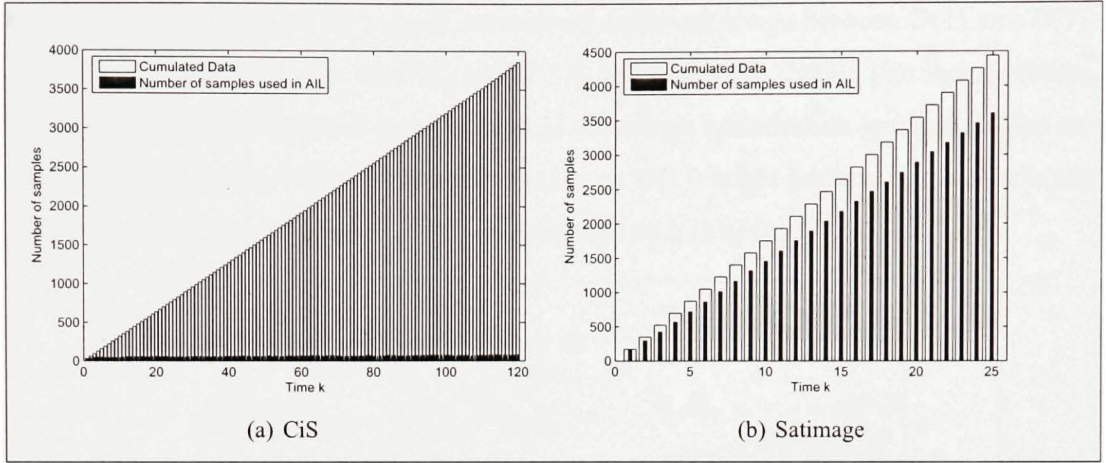 4000
3500
3000
2500
2000
1500
1000
500
0
Number of samples
Cumulated Data
Number of samples used in AIL
0 20 40 60 80 100 120
Time k
(a) CiS
4500
4000
3500
3000
2500
2000
1500
1000
500
0
Number of samples
Cumulated Data
Number of samples used in AIL
0 5 10 15 20 25
Time k
(b) Satimage